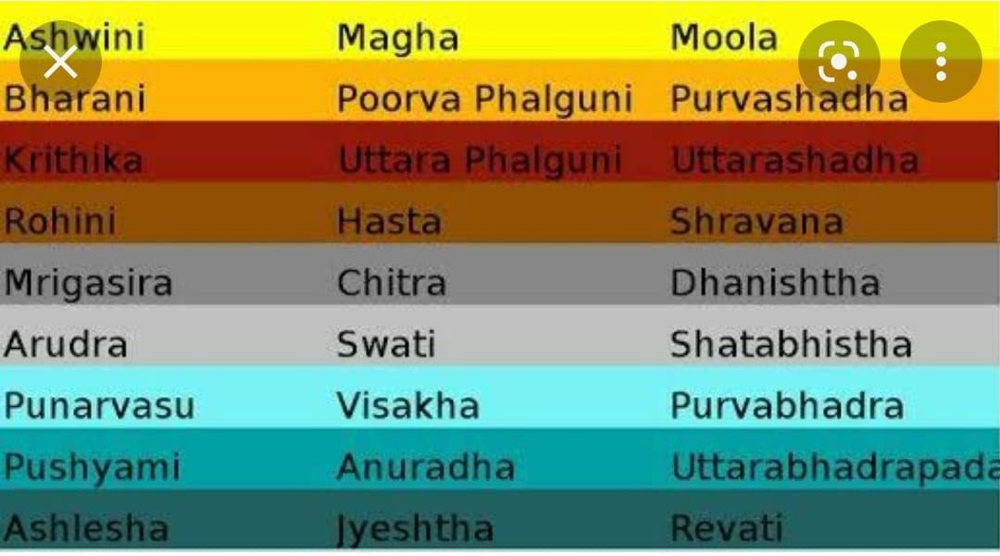 Ashwini Magha Moola
Bharani Poorva Phalguni Purvashadha
Krithika Uttara Phalguni Uttarashadha
Rohini Hasta Shravana
Mrigasira Chitra Dhanishtha
Arudra Swati Shatabhistha
Punarvasu Visakha Purvabhadra
Pushyami Anuradha Uttarabhadrapada
Ashlesha Jyeshtha Revati